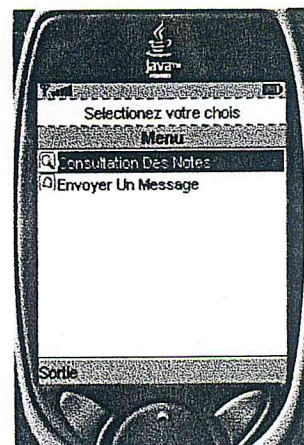 Java
Selectionez votre chois
Menu
Consultation Des Notes
Envoyer Un Message
Sortie